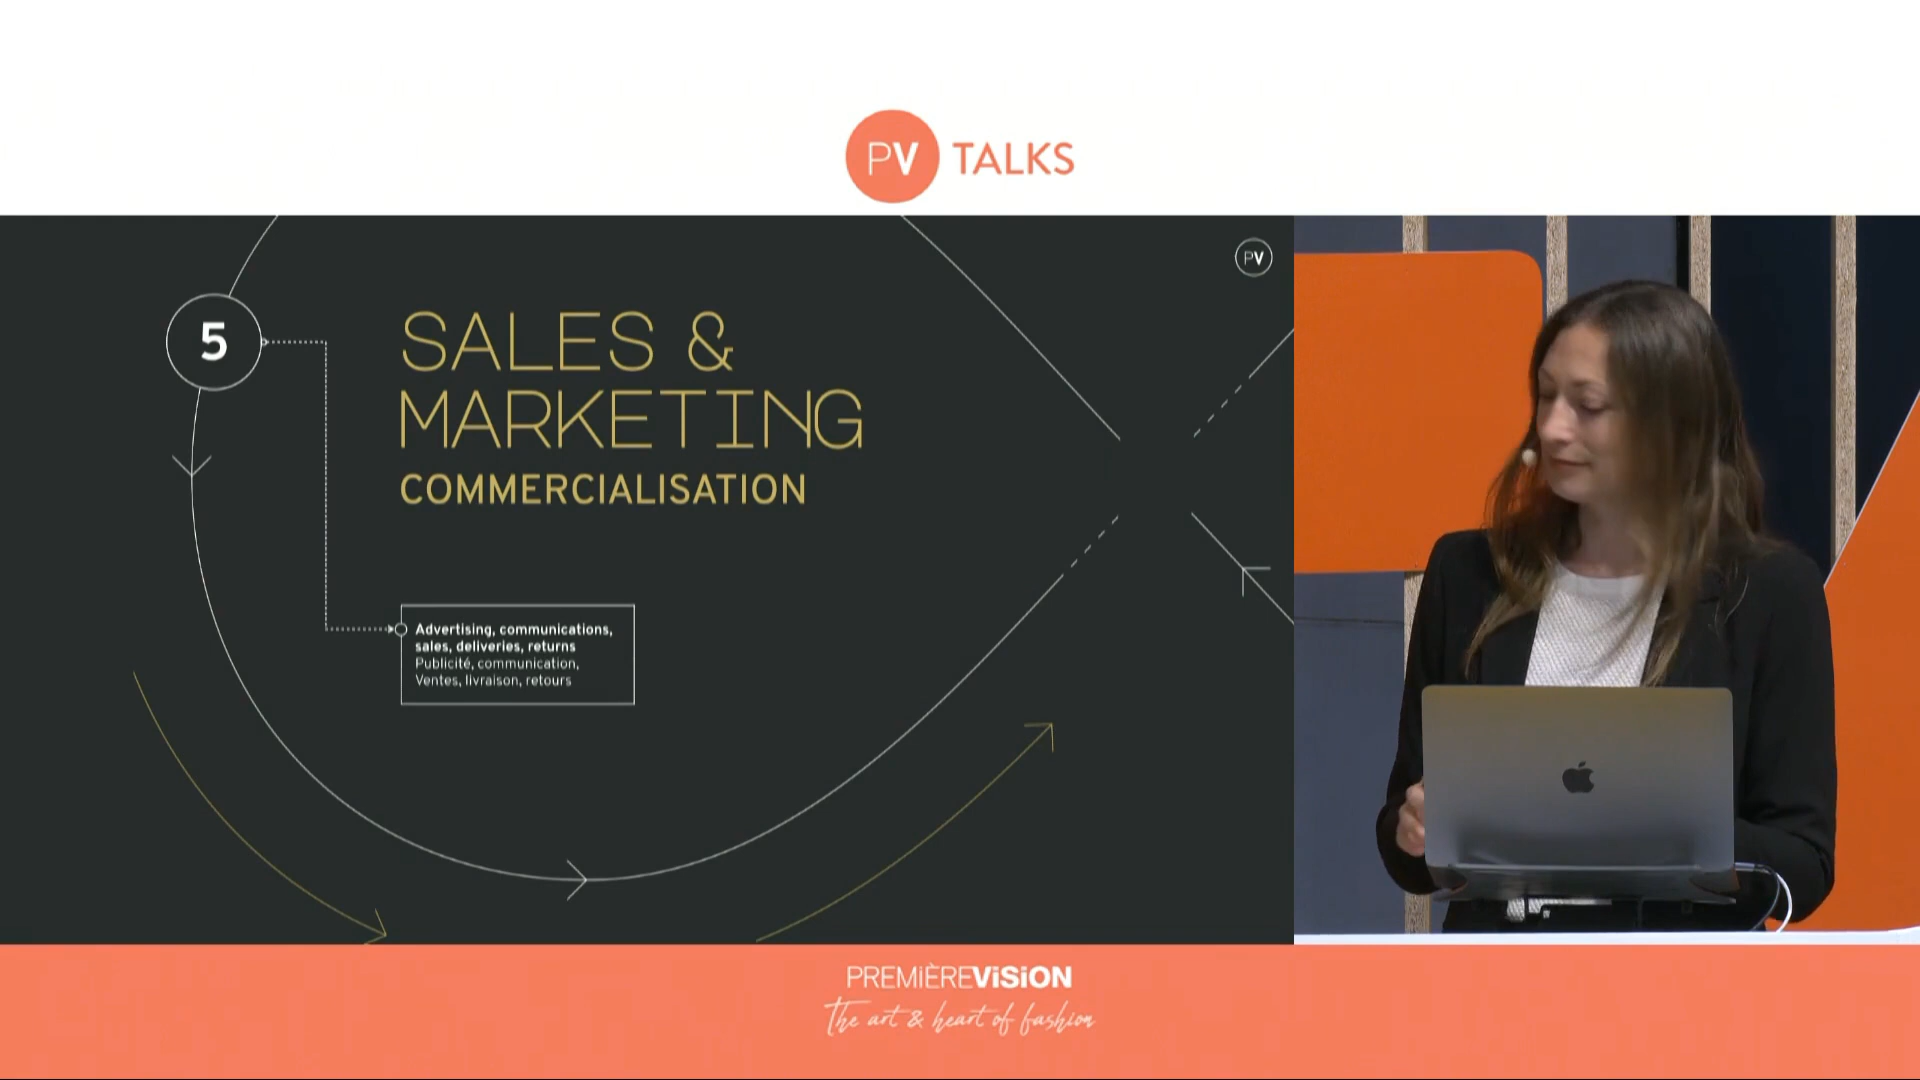 PV TALKS
PV
5
SALES &
MARKETING
COMMERCIALISATION
Advertising, communications,
sales, deliveries, returns
Publicité, communication,
Ventes, livraison, retours
PREMIÈREVISION
The art & heart of fashion